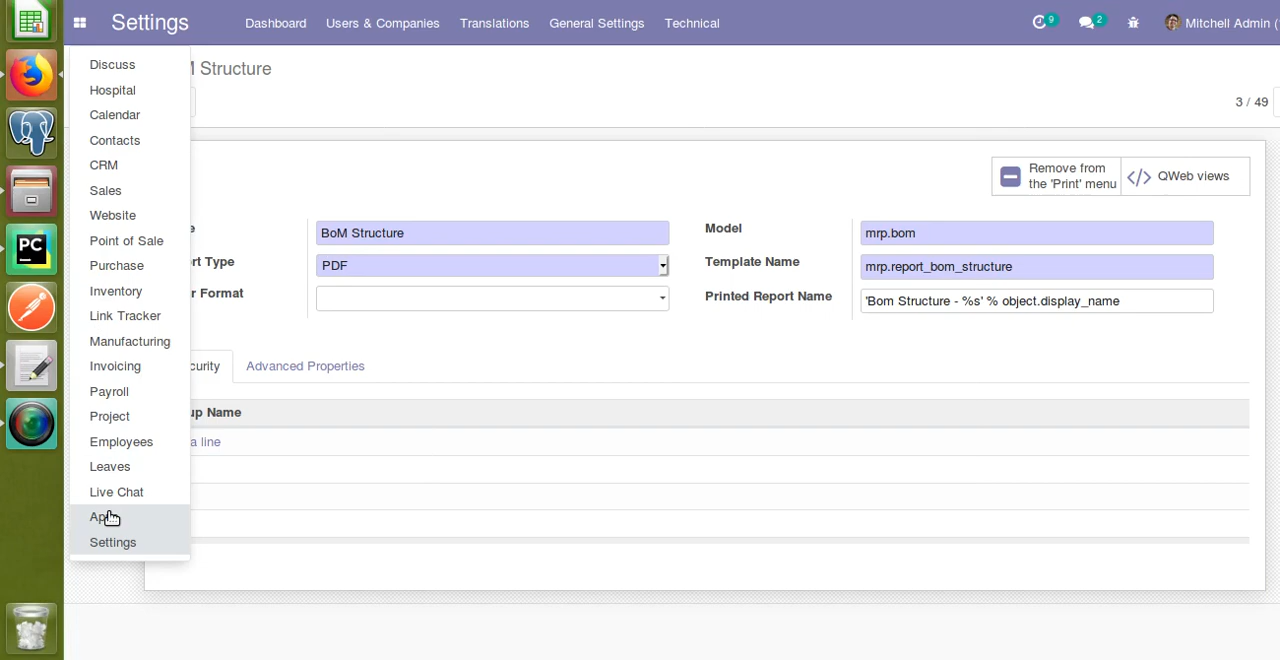 Settings Dashboard Users & Companies Translations General Settings Technical 9 2 Mitchell Admin (
Discuss
Hospital
Calendar
Contacts
CRM
Sales
Website
Point of Sale
Purchase
Inventory
Link Tracker
Manufacturing
Invoicing
Payroll
Project
Employees
Leaves
Live Chat
Settings
Structure
3 / 49
Remove from
the 'Print' menu
QWeb views
BoM Structure
Model mrp.bom
Type PDF
Template Name mrp.report_bom_structure
Format
Printed Report Name 'Bom Structure - %s' % object.display_name
curity Advanced Properties
up Name
a line
PC